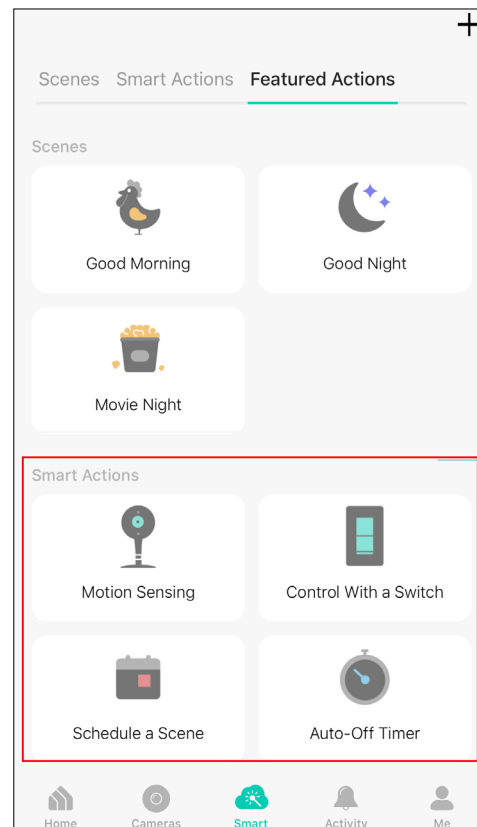 Scenes Smart Actions Featured Actions
Scenes
Good Morning Good Night
Movie Night
Smart Actions
Motion Sensing Control With a Switch
Schedule a Scene Auto-Off Timer
Home Cameras Smart Activity Me